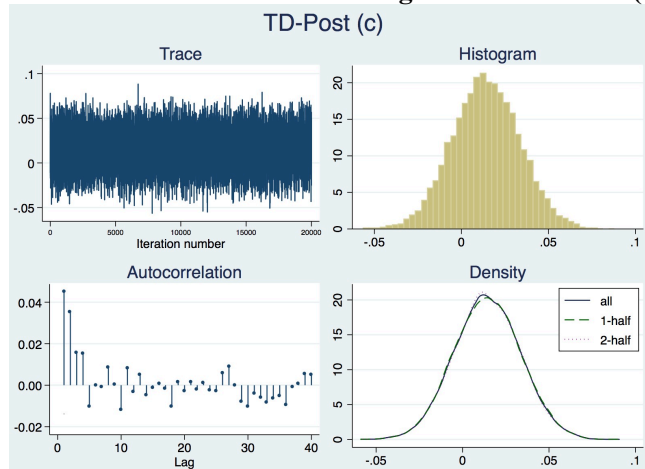 TD-Post (c)
Trace
.1
.05
0
-.05
0 5000 10000 15000 20000
Iteration number
Histogram
20
15
10
5
0
-.05 0 .05 .1
Autocorrelation
0.04
0.02
0.00
-0.02
0 10 20 30 40
Lag
Density
20
15
10
5
0
-.05 0 .05 .1
all
1-half
2-half